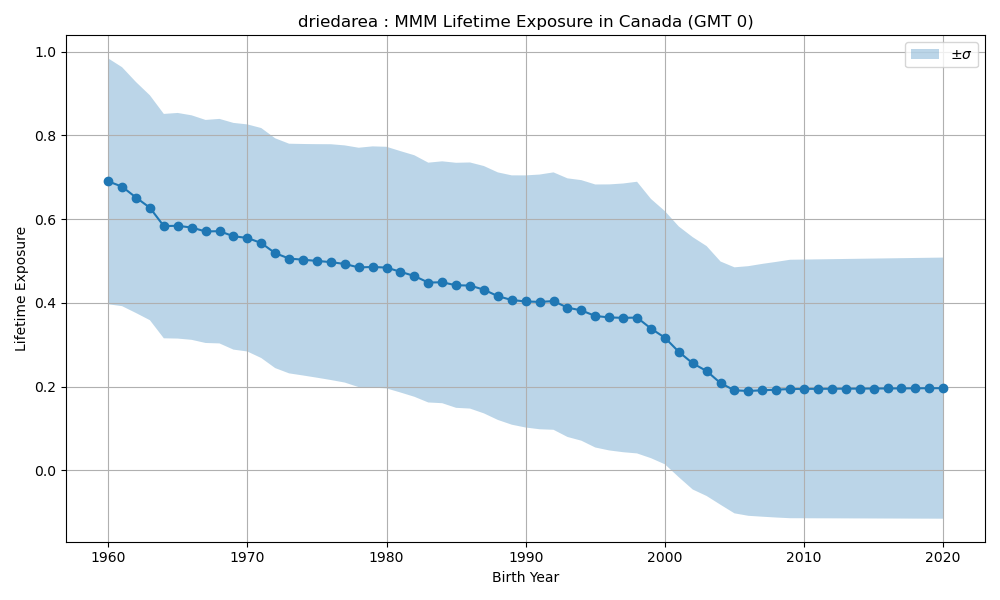 driedarea : MMM Lifetime Exposure in Canada (GMT 0)
±σ
Lifetime Exposure
1.0
0.8
0.6
0.4
0.2
0.0
1960 1970 1980 1990 2000 2010 2020
Birth Year